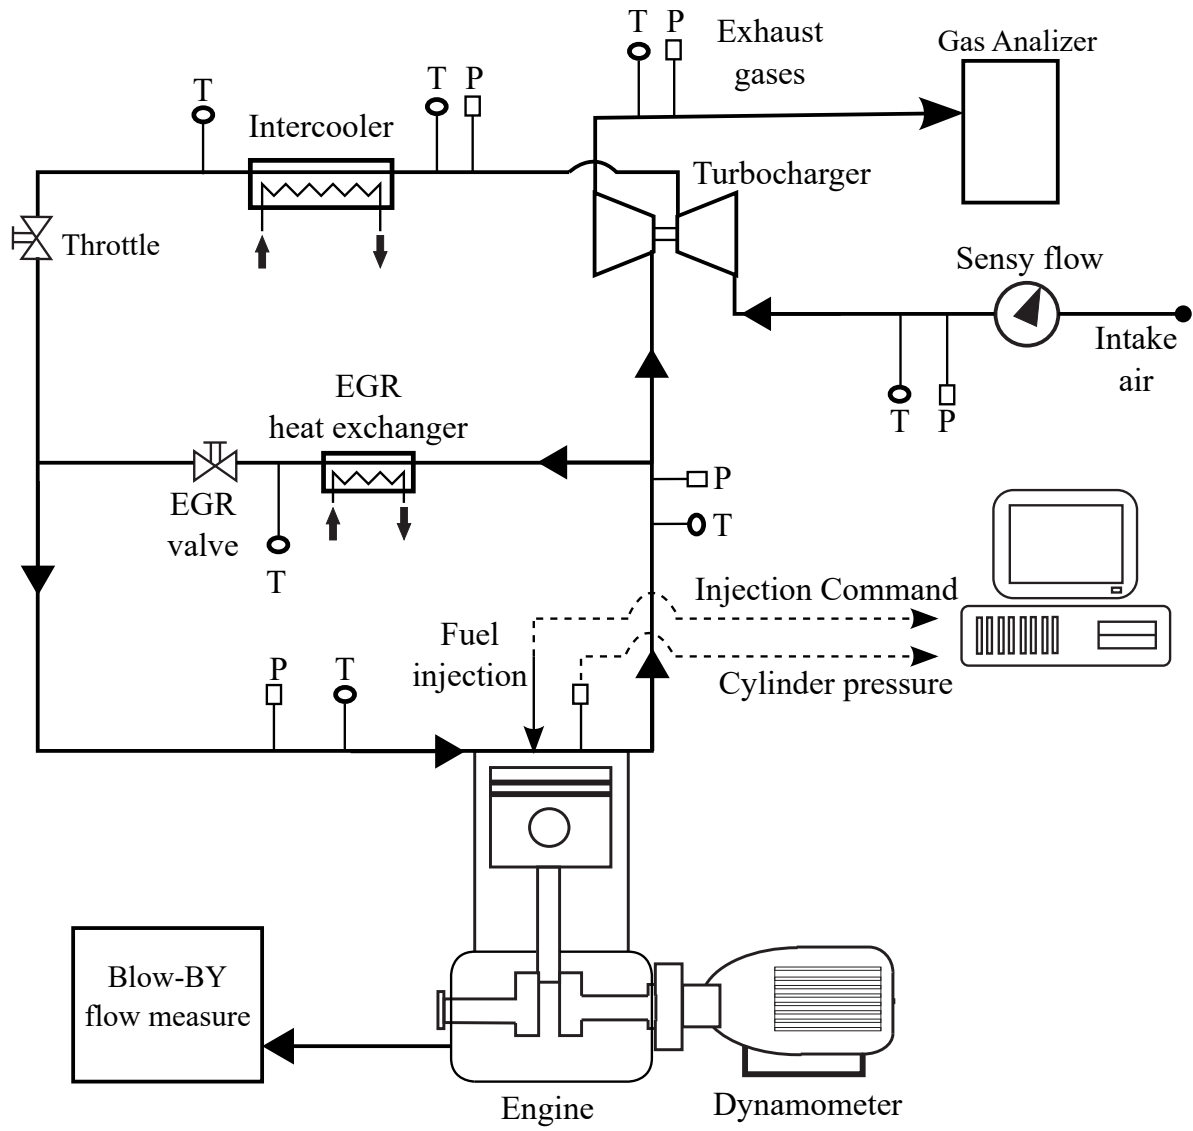 T P
Exhaust
gases
Gas Analizer
T
T P
Intercooler
Turbocharger
Throttle
Sensy flow
Intake
air
T P
EGR
heat exchanger
P
EGR
valve
T
T
Injection Command
Fuel
injection
P T
Cylinder pressure
Blow-BY
flow measure
Engine
Dynamometer